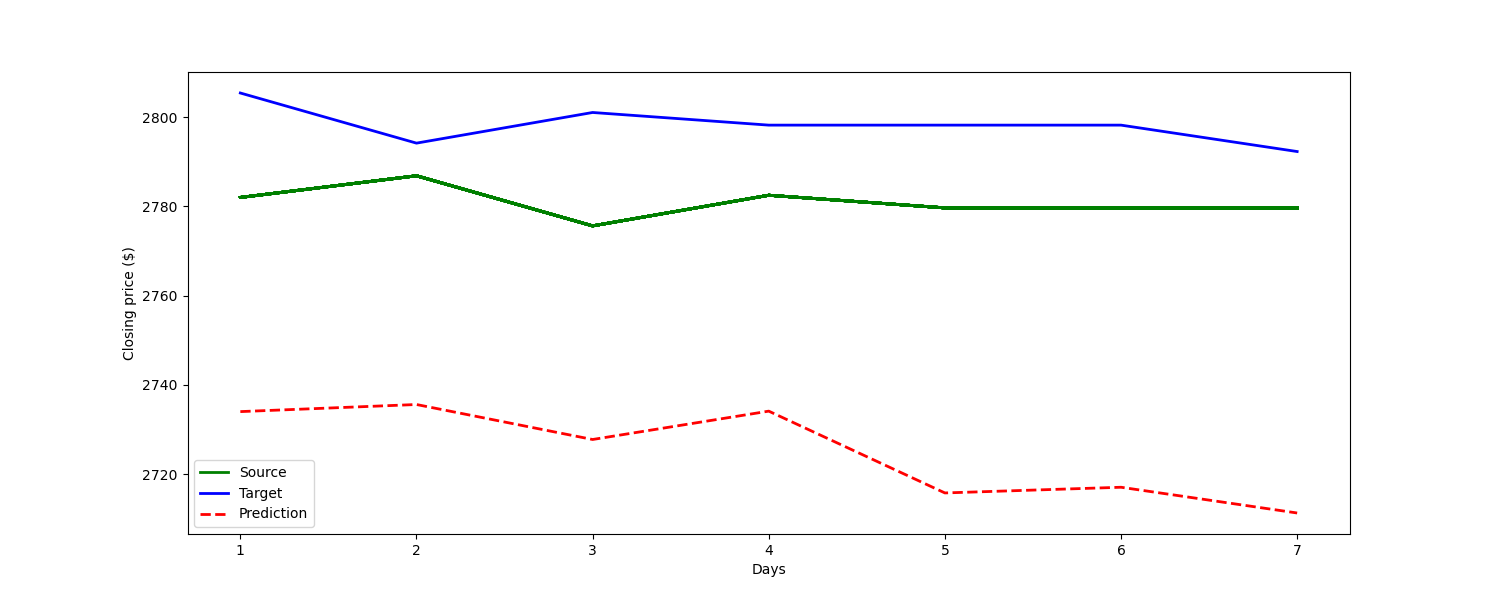 2800
2780
2760
2740
2720
Closing price ($)
Source
Target
Prediction
1 2 3 4 5 6 7
Days